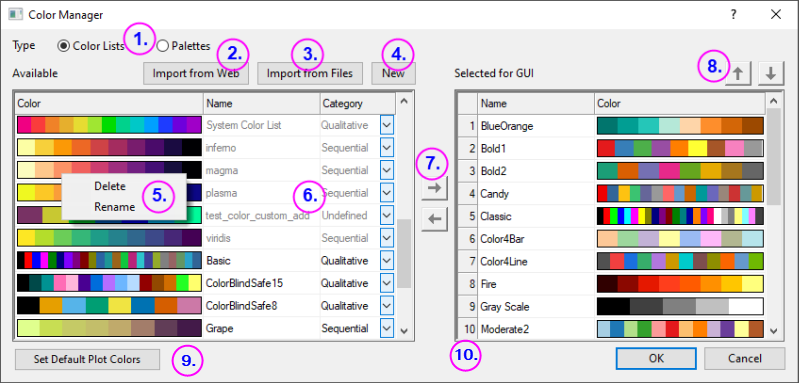 Color Manager ?
Type Color Lists 1. Palettes
2. 3. 4. 8.
Available Import from Web Import from Files New Selected for GUI
Color Name Category Name Color
System Color List Qualitative
inferno Sequential
magma Sequential
plasma Sequential
test_color_custom_add Undefined
viridis Sequential
Basic Qualitative
ColorBlindSafe15 Qualitative
ColorBlindSafe8 Qualitative
Grape Sequential
Delete
Rename
5. 6. 7.
1 BlueOrange
2 Bold1
3 Bold2
4 Candy
5 Classic
6 Color4Bar
7 Color4Line
8 Fire
9 Gray Scale
10 Moderate2
Set Default Plot Colors 9. 10. OK Cancel